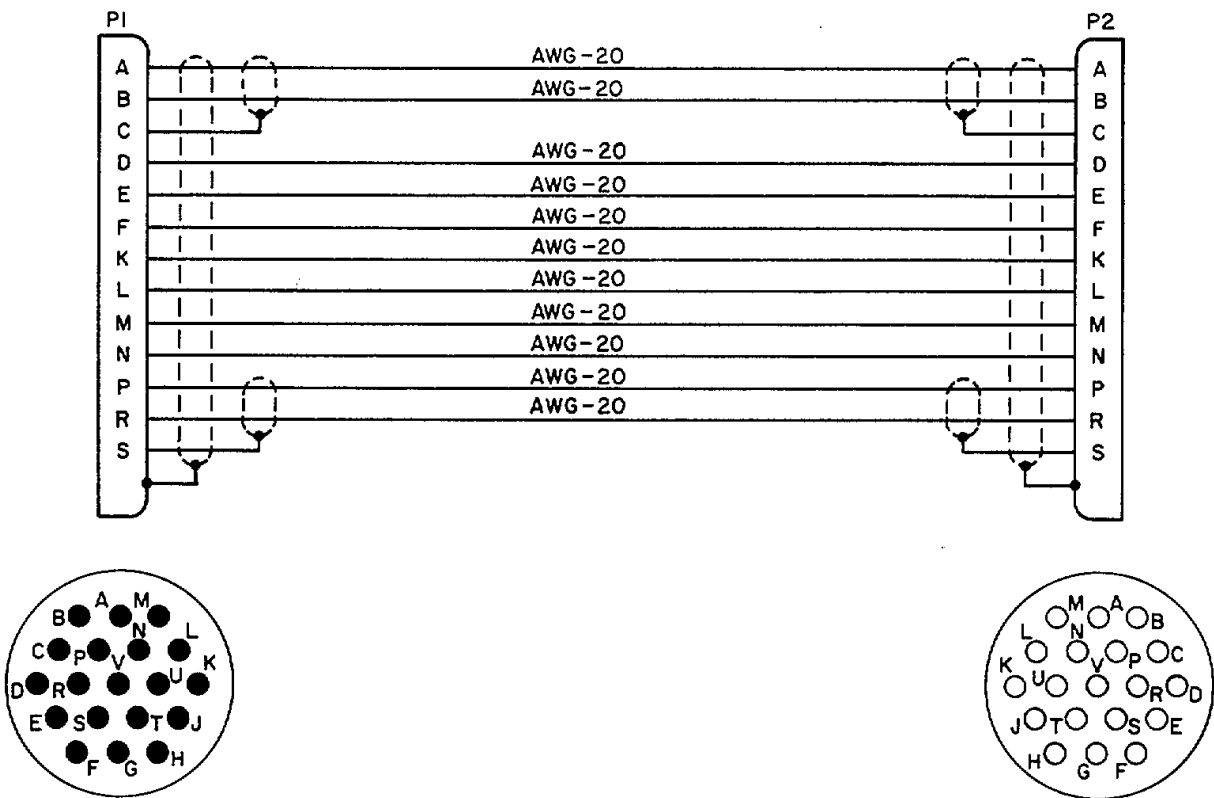 P1 P2
A AWG-20 A
B AWG-20 B
C C
D AWG-20 D
E AWG-20 E
F AWG-20 F
K AWG-20 K
L AWG-20 L
M AWG-20 M
N AWG-20 N
P AWG-20 P
R AWG-20 R
S S
B A M
C P N L
D R V U K
E S T J
F G H
M A B
L N P C
K U V R D
J T S E
H G F